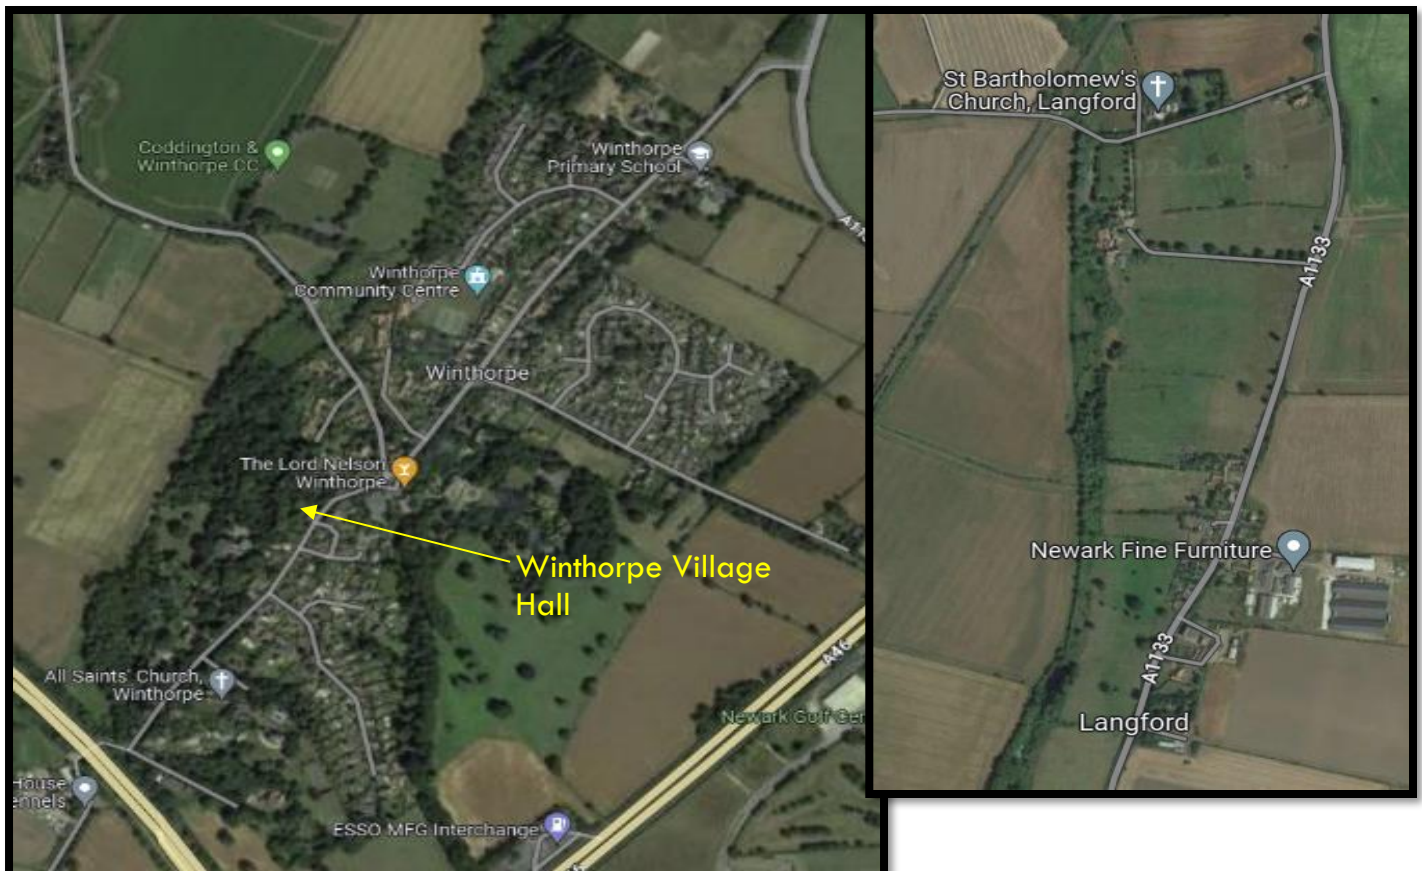 Coddington &
Winthorpe CC
Winthorpe
Primary School
Winthorpe
Community Centre
Winthorpe
The Lord Nelson
Winthorpe
Winthorpe Village
Hall
All Saints' Church,
Winthorpe
A46
Newark Golf Cen
House
ennels
ESSO MFG Interchange
St Bartholomew's
Church, Langford
A1133
Newark Fine Furniture
A1133
Langford